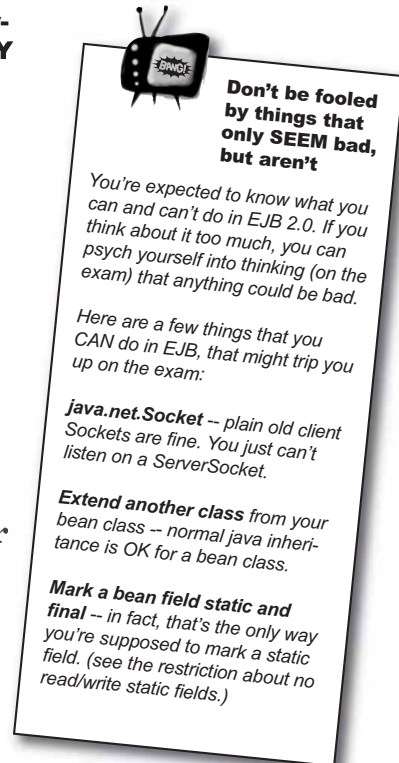 -
Y
BANG!
Don't be fooled
by things that
only SEEM bad,
but aren't
You're expected to know what you
can and can't do in EJB 2.0. If you
think about it too much, you can
psych yourself into thinking (on the
exam) that anything could be bad.
Here are a few things that you
CAN do in EJB, that might trip you
up on the exam:
java.net.Socket -- plain old client
Sockets are fine. You just can't
listen on a ServerSocket.
Extend another class from your
bean class -- normal java inheri-
tance is OK for a bean class.
r
Mark a bean field static and
final -- in fact, that's the only way
you're supposed to mark a static
field. (see the restriction about no
read/write static fields.)